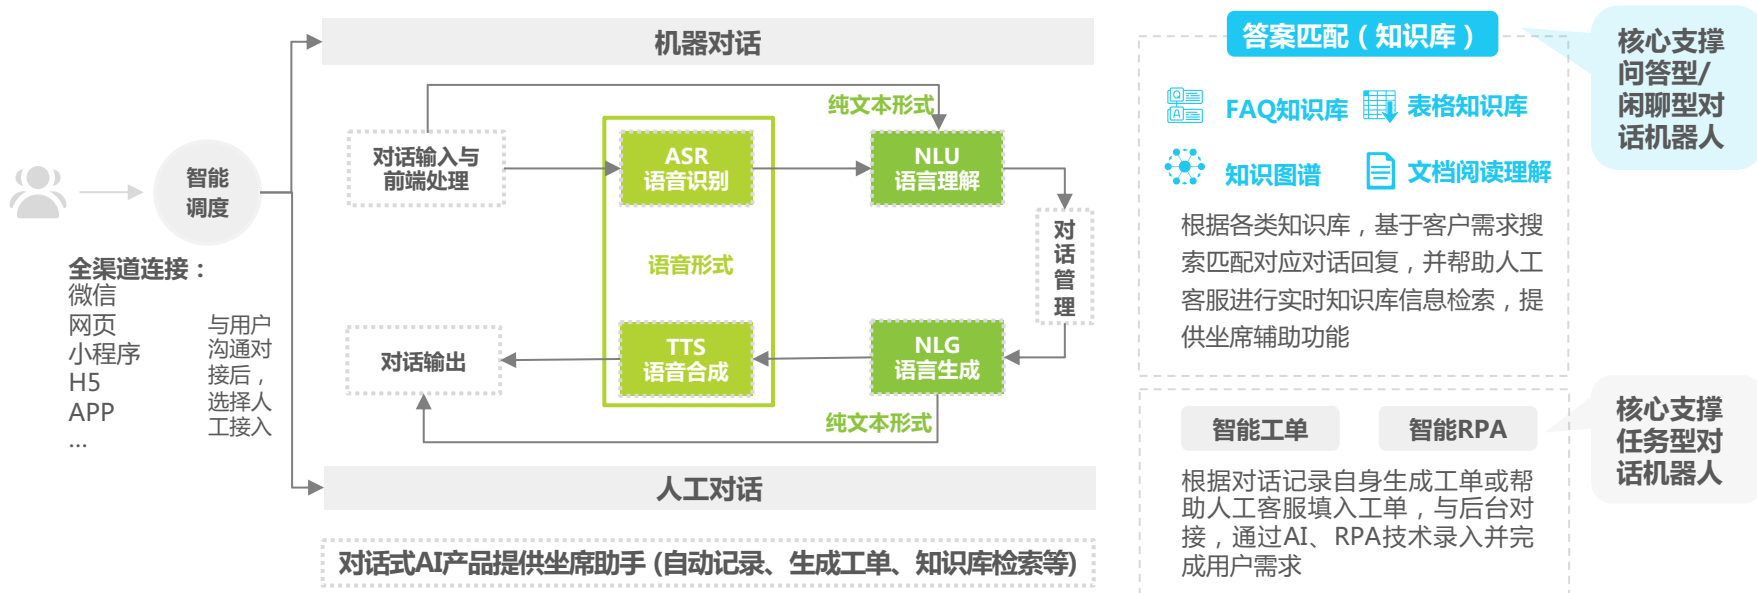 机器对话
纯文本形式
对话输入与
前端处理
ASR
语音识别
NLU
语言理解
智能
调度
语音形式
对
话
管
理
全渠道连接：
微信
网页
小程序
H5
APP
...
与用户
沟通对
接后，
选择人
工接入
对话输出
TTS
语音合成
NLG
语言生成
纯文本形式
人工对话
对话式AI产品提供坐席助手 (自动记录、生成工单、知识库检索等)
答案匹配（知识库）
FAQ知识库
表格知识库
知识图谱
文档阅读理解
根据各类知识库，基于客户需求搜
索匹配对应对话回复，并帮助人工
客服进行实时知识库信息检索，提
供坐席辅助功能
核心支撑
问答型/
闲聊型对
话机器人
智能工单
智能RPA
根据对话记录自身生成工单或帮
助人工客服填入工单，与后台对
接，通过AI、RPA技术录入并完
成用户需求
核心支撑
任务型对
话机器人